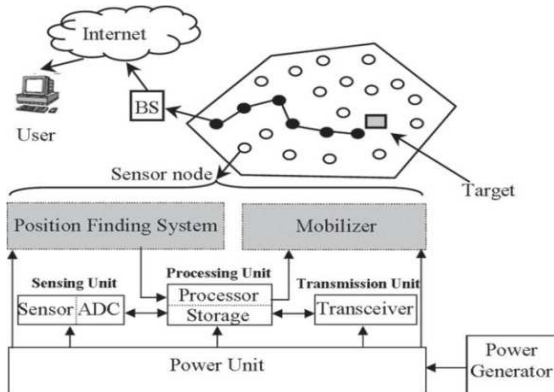 Internet
BS
User
Sensor node
Target
Position Finding System
Mobilizer
Sensing Unit
Processing Unit
Transmission Unit
Sensor ADC
Processor
Storage
Transceiver
Power Unit
Power
Generator